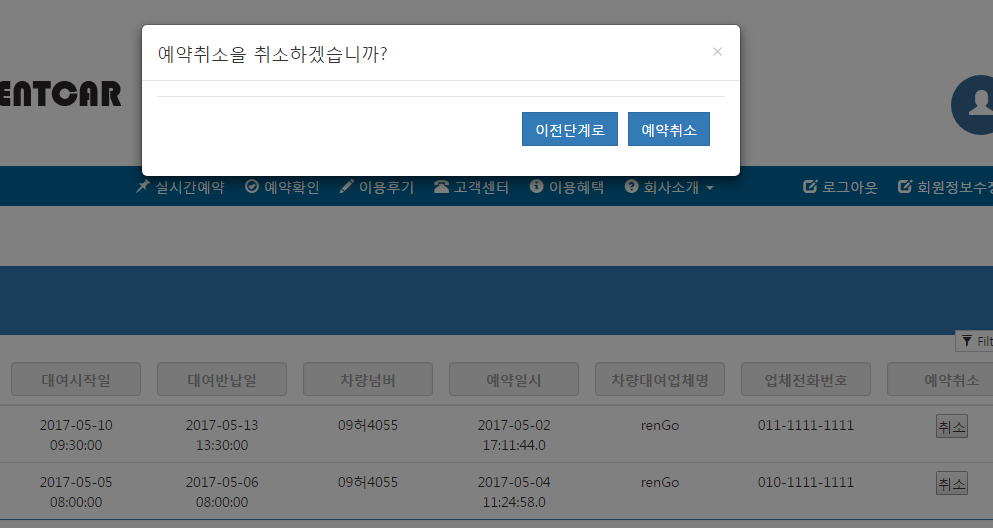 예약취소을 취소하겠습니까?
×
ENTCAR
이전단계로 예약취소
실시간예약 예약확인 이용후기 고객센터 이용혜택 회사소개 로그아웃 회원정보수정
Filt
대여시작일 대여반납일 차량넘버 예약일시 차량대여업체명 업체전화번호 예약취소
2017-05-10 2017-05-13 09허4055 2017-05-02 renGo 011-1111-1111 취소
09:30:00 13:30:00 17:11:44.0
2017-05-05 2017-05-06 09허4055 2017-05-04 renGo 010-1111-1111 취소
08:00:00 08:00:00 11:24:58.0